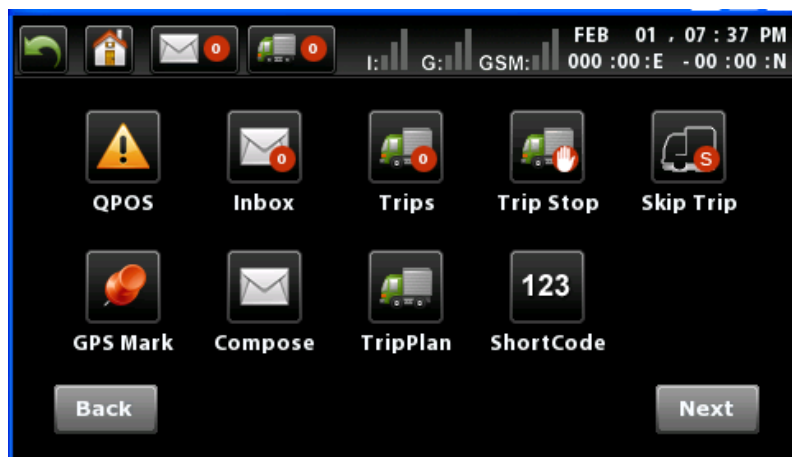 0 0 I: G: GSM: FEB 01 , 07 : 37 PM
000 :00 :E -00 :00 :N
0 0 S
QPOS Inbox Trips Trip Stop Skip Trip
123
GPS Mark Compose TripPlan ShortCode
Back Next